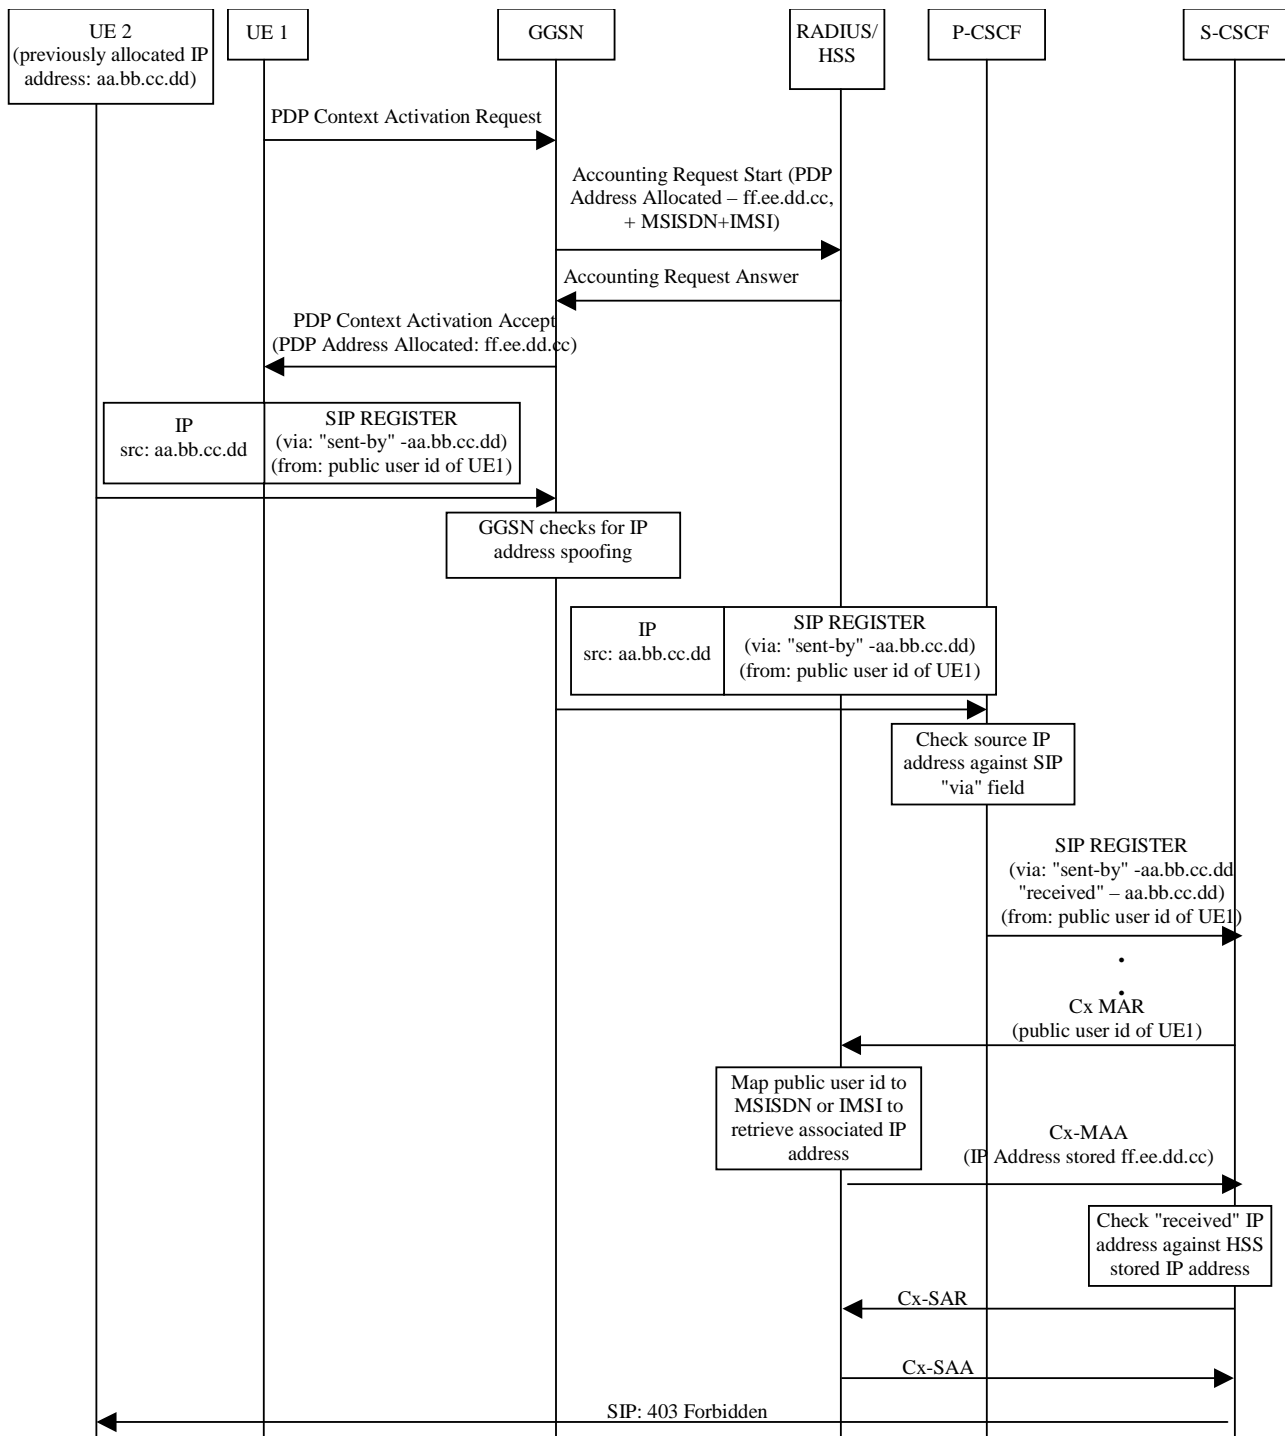 UE 2
(previously allocated IP
address: aa.bb.cc.dd)
UE 1
GGSN
RADIUS/
HSS
P-CSCF
S-CSCF
PDP Context Activation Request
Accounting Request Start (PDP
Address Allocated – ff.ee.dd.cc,
+ MSISDN+IMSI)
Accounting Request Answer
PDP Context Activation Accept
(PDP Address Allocated: ff.ee.dd.cc)
IP
src: aa.bb.cc.dd
SIP REGISTER
(via: "sent-by" -aa.bb.cc.dd)
(from: public user id of UE1)
GGSN checks for IP
address spoofing
IP
src: aa.bb.cc.dd
SIP REGISTER
(via: "sent-by" -aa.bb.cc.dd)
(from: public user id of UE1)
Check source IP
address against SIP
"via" field
SIP REGISTER
(via: "sent-by" -aa.bb.cc.dd
"received" – aa.bb.cc.dd)
(from: public user id of UE1)
.
.
Cx MAR
(public user id of UE1)
Map public user id to
MSISDN or IMSI to
retrieve associated IP
address
Cx-MAA
(IP Address stored ff.ee.dd.cc)
Check "received" IP
address against HSS
stored IP address
Cx-SAR
Cx-SAA
SIP: 403 Forbidden